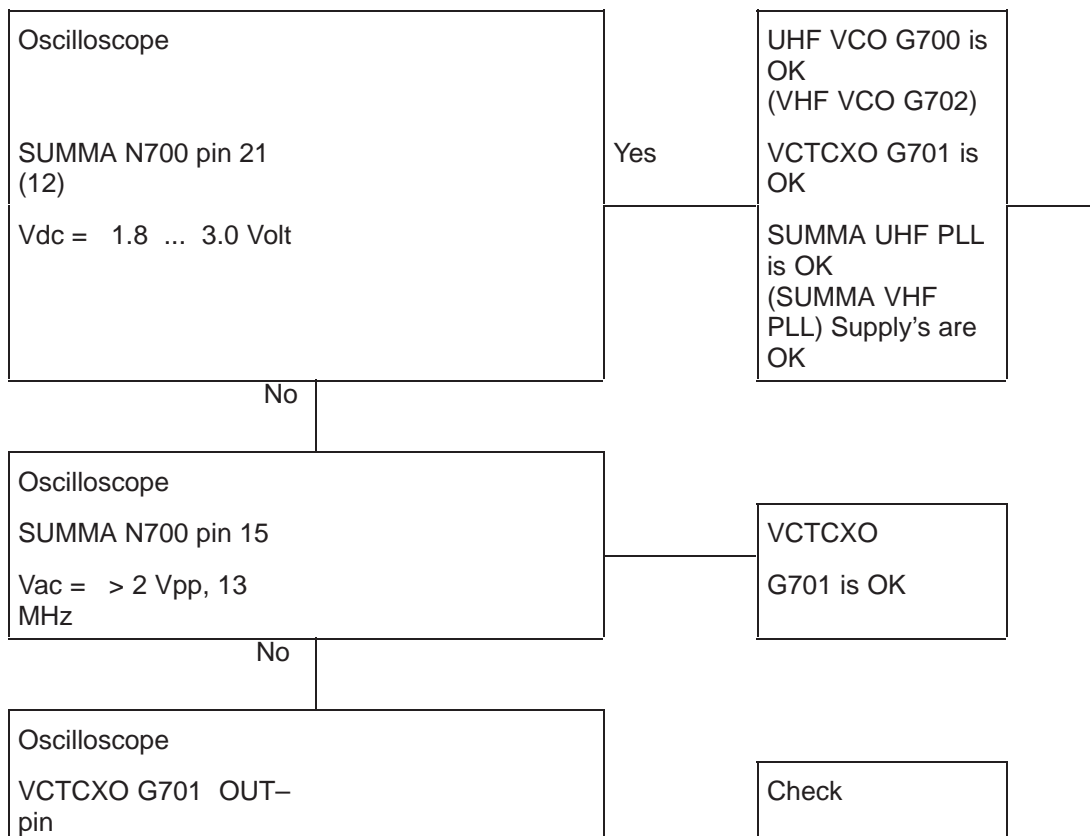 Oscilloscope
SUMMA N700 pin 21
(12)
Vdc = 1.8 ... 3.0 Volt
Yes
UHF VCO G700 is
OK
(VHF VCO G702)
VCTCXO G701 is
OK
SUMMA UHF PLL
is OK
(SUMMA VHF
PLL) Supply's are
OK
No
Oscilloscope
SUMMA N700 pin 15
Vac = > 2 Vpp, 13
MHz
VCTCXO
G701 is OK
No
Oscilloscope
VCTCXO G701 OUT–
pin
Check